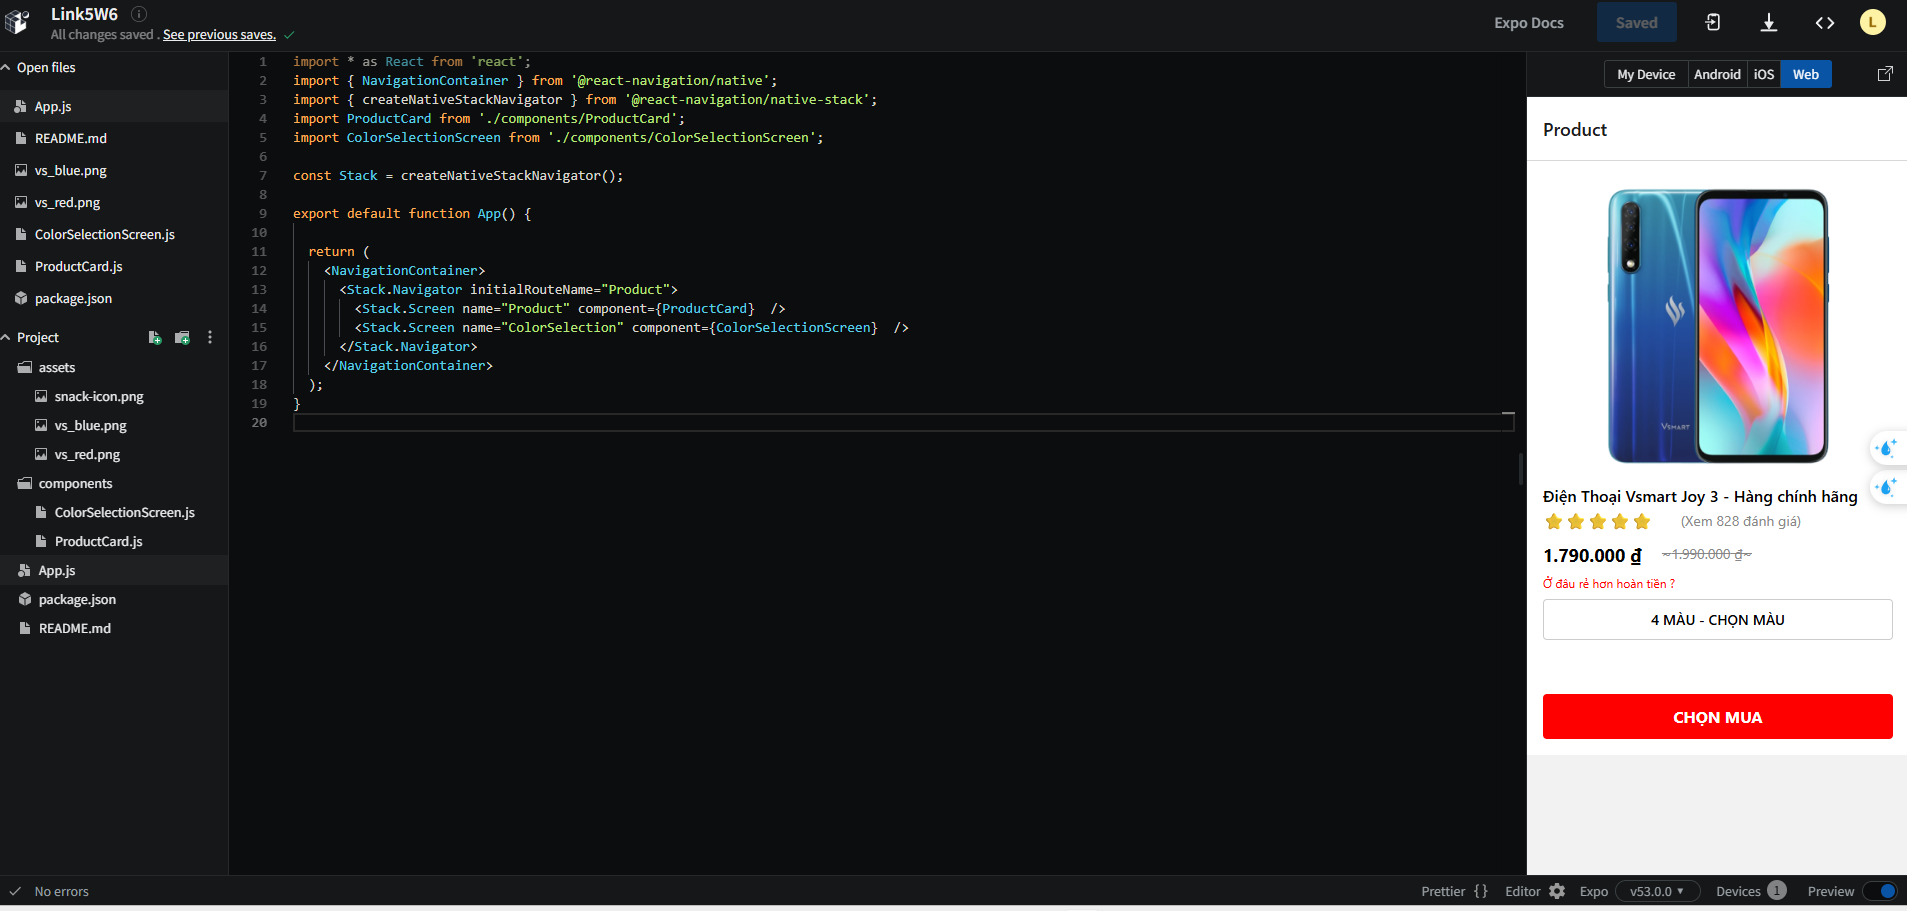 Link5W6
All changes saved . See previous saves.
Expo Docs
Saved
L
Open files
App.js
README.md
vs_blue.png
vs_red.png
ColorSelectionScreen.js
ProductCard.js
package.json
Project
assets
snack-icon.png
vs_blue.png
vs_red.png
components
ColorSelectionScreen.js
ProductCard.js
App.js
package.json
README.md
1 import * as React from 'react';
2 import { NavigationContainer } from '@react-navigation/native';
3 import { createNativeStackNavigator } from '@react-navigation/native-stack';
4 import ProductCard from './components/ProductCard';
5 import ColorSelectionScreen from './components/ColorSelectionScreen';
6
7 const Stack = createNativeStackNavigator();
8
9 export default function App() {
10
11 return (
12 <NavigationContainer>
13 <Stack.Navigator initialRouteName="Product">
14 <Stack.Screen name="Product" component={ProductCard}  />
15 <Stack.Screen name="ColorSelection" component={ColorSelectionScreen}  />
16 </Stack.Navigator>
17 </NavigationContainer>
18 );
19 }
20
My Device Android iOS Web
Product
VSMART
Điện Thoại Vsmart Joy 3 - Hàng chính hãng
(Xem 828 đánh giá)
1.790.000 ₫ ~1.990.000 ₫~
Ở đâu rẻ hơn hoàn tiền ?
4 MÀU - CHỌN MÀU
CHỌN MUA
No errors
Prettier {} Editor Expo v53.0.0 Devices 1 Preview